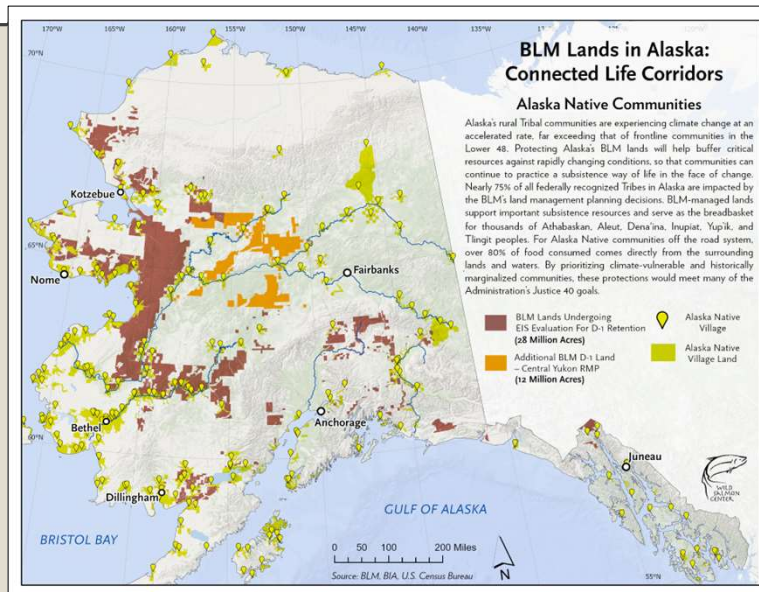 170°W
165°W
160°W
155°W
150°W
145°W
140°W
70°N
BLM Lands in Alaska:
Connected Life Corridors
Alaska Native Communities
Alaska's rural Tribal communities are experiencing climate change at an
accelerated rate, far exceeding that of frontline communities in the
Lower 48. Protecting Alaska's BLM lands will help buffer critical
resources against rapidly changing conditions, so that communities can
continue to practice a subsistence way of life in the face of change.
Nearly 75% of all federally recognized Tribes in Alaska are impacted by
the BLM's land management planning decisions. BLM-managed lands
support important subsistence resources and serve as the breadbasket
for thousands of Athabaskan, Aleut, Dena'ina, Inupiat, Yup'ik, and
Tlingit peoples. For Alaska Native communities off the road system,
over 80% of food consumed comes directly from the surrounding
lands and waters. By prioritizing climate-vulnerable and historically
marginalized communities, these protections would meet many of the
Administration's Justice 40 goals.
BLM Lands Undergoing
EIS Evaluation For D-1 Retention
(28 Million Acres)
Alaska Native
Village
Additional BLM D-1 Land
– Central Yukon RMP
(12 Million Acres)
Alaska Native
Village Land
Kotzebue
65°N
Nome
Fairbanks
Bethel
60°N
Anchorage
Juneau
Dillingham
WILD
SALMON
CENTER
GULF OF ALASKA
BRISTOL BAY
0 50 100 200 Miles
N
Source: BLM, BIA, U.S. Census Bureau
55°N